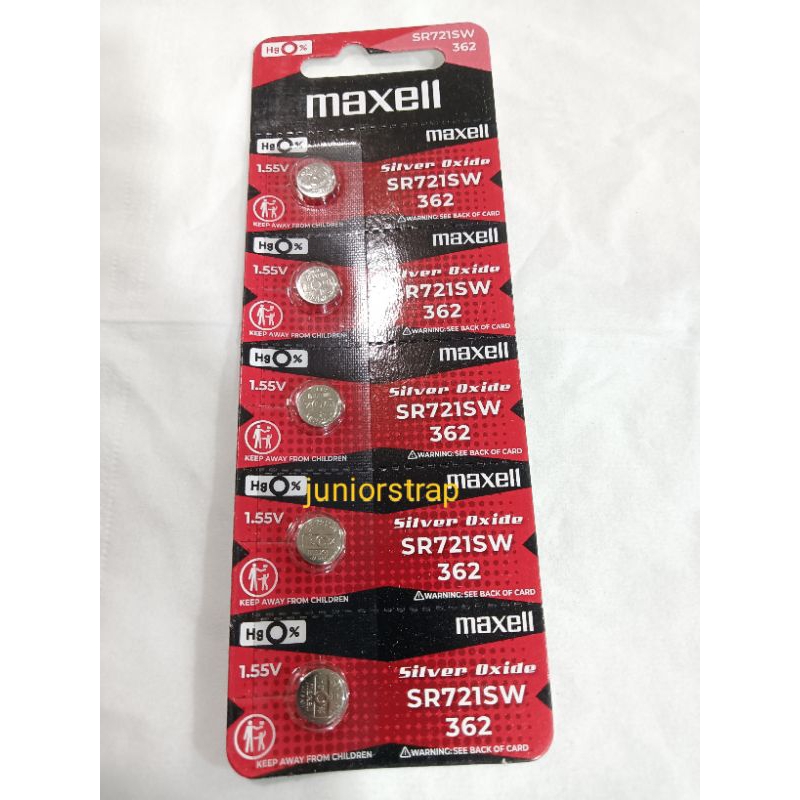 Hg 0%
SR721SW
362
maxell
Hg 0%
maxell
1.55V
Silver Oxide
SR721SW
362
KEEP AWAY FROM CHILDREN
⚠WARNING: SEE BACK OF CARD
Hg 0%
maxell
1.55V
ilver Oxide
R721SW
362
KEEP AWAY FROM CHILDREN
⚠WARNING: SEE BACK OF CARD
Hg 0%
maxell
1.55V
Silver Oxide
SR721SW
362
KEEP AWAY FROM CHILDREN
⚠WARNING: SEE BACK OF CARD
Hg 0%
juniorstrap
maxell
1.55V
Silver Oxide
SR721SW
362
KEEP AWAY FROM CHILDREN
⚠WARNING: SEE BACK OF CARD
Hg 0%
maxell
1.55V
Silver Oxide
SR721SW
362
KEEP AWAY FROM CHILDREN
⚠WARNING: SEE BACK OF CARD